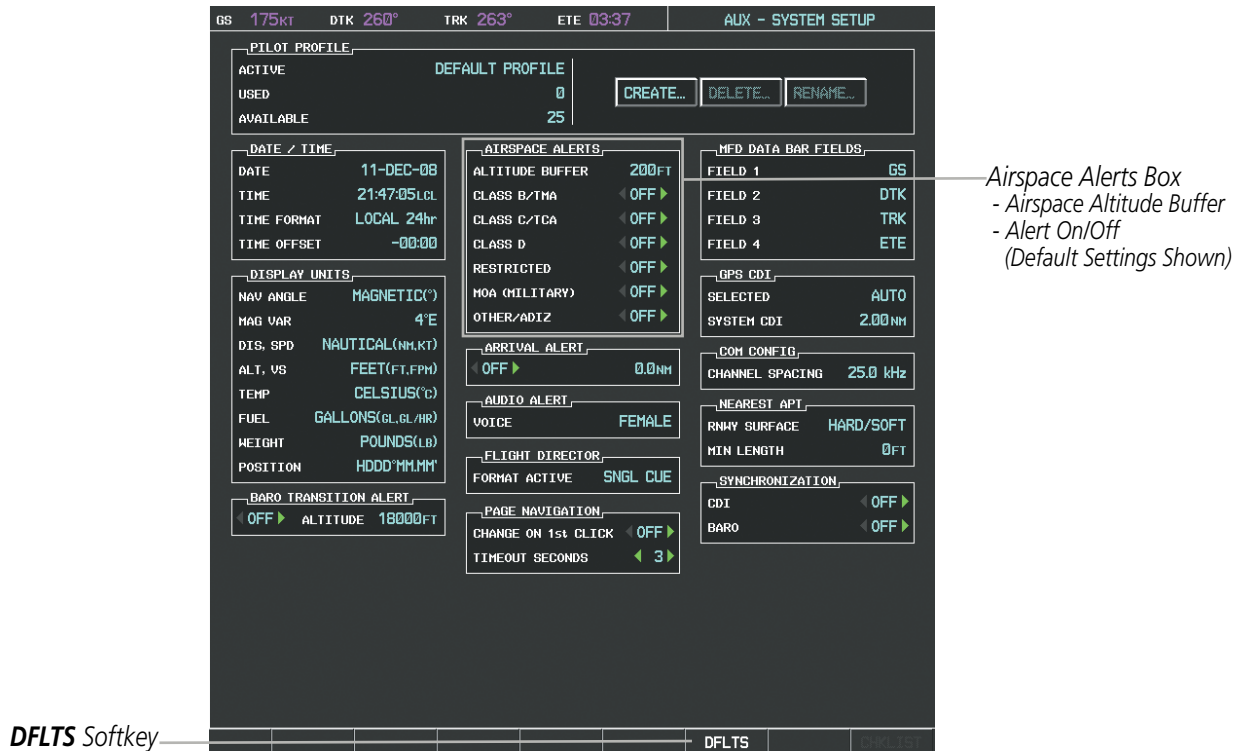 GS 175KT DTK 260° TRK 263° ETE 03:37 AUX - SYSTEM SETUP
PILOT PROFILE
ACTIVE DEFAULT PROFILE
USED 0
AVAILABLE 25
CREATE… DELETE… RENAME…
DATE / TIME
DATE 11-DEC-08
TIME 21:47:05LCL
TIME FORMAT LOCAL 24hr
TIME OFFSET -00:00
DISPLAY UNITS
NAV ANGLE MAGNETIC(°)
MAG VAR 4°E
DIS, SPD NAUTICAL(NM,KT)
ALT, VS FEET(FT,FPM)
TEMP CELSIUS(°C)
FUEL GALLONS(GL,GL/HR)
WEIGHT POUNDS(LB)
POSITION HDDD°MM.MM'
BARO TRANSITION ALERT
OFF ALTITUDE 18000FT
AIRSPACE ALERTS
ALTITUDE BUFFER 200FT
CLASS B/TMA OFF
CLASS C/TCA OFF
CLASS D OFF
RESTRICTED OFF
MOA (MILITARY) OFF
OTHER/ADIZ OFF
ARRIVAL ALERT
OFF 0.0NM
AUDIO ALERT
VOICE FEMALE
FLIGHT DIRECTOR
FORMAT ACTIVE SNGL CUE
PAGE NAVIGATION
CHANGE ON 1st CLICK OFF
TIMEOUT SECONDS 3
MFD DATA BAR FIELDS
FIELD 1 GS
FIELD 2 DTK
FIELD 3 TRK
FIELD 4 ETE
GPS CDI
SELECTED AUTO
SYSTEM CDI 2.00NM
COM CONFIG
CHANNEL SPACING 25.0 kHz
NEAREST APT
RNWY SURFACE HARD/SOFT
MIN LENGTH 0FT
SYNCHRONIZATION
CDI OFF
BARO OFF
Airspace Alerts Box
- Airspace Altitude Buffer
- Alert On/Off
(Default Settings Shown)
DFLTS Softkey
DFLTS CHKLIST